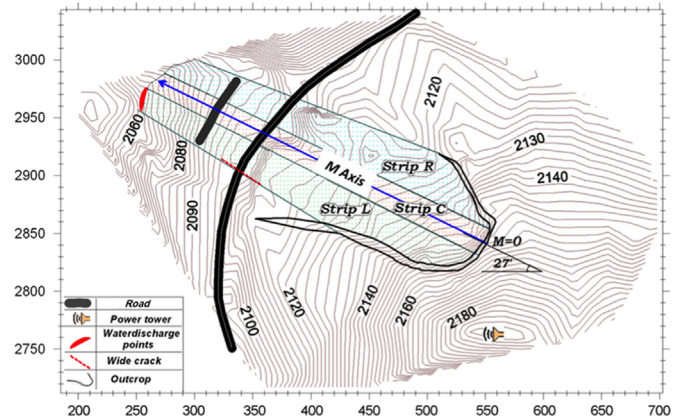 3000
2950
2900
2850
2800
2750
2120
2130
2140
2060
2080
2090
M Axis
Strip R
Strip L
Strip C
M=0
27°
2100
2120
2140
2160
2180
Road
Power tower
Waterdischarge
points
Wide crack
Outcrop
200 250 300 350 400 450 500 550 600 650 700